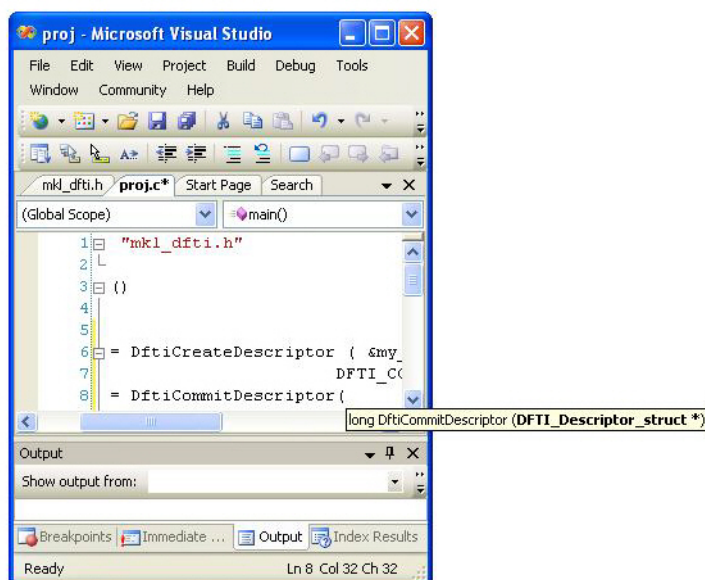 proj - Microsoft Visual Studio
File Edit View Project Build Debug Tools
Window Community Help
mkl_dfti.h proj.c* Start Page Search
(Global Scope) main()
1 "mkl_dfti.h"
2
3 ()
4
5
6 = DftiCreateDescriptor ( &my_
7 DFTI_CO
8 = DftiCommitDescriptor(
long DftiCommitDescriptor (DFTI_Descriptor_struct *)
Output
Show output from:
Breakpoints Immediate ... Output Index Results
Ready Ln 8 Col 32 Ch 32